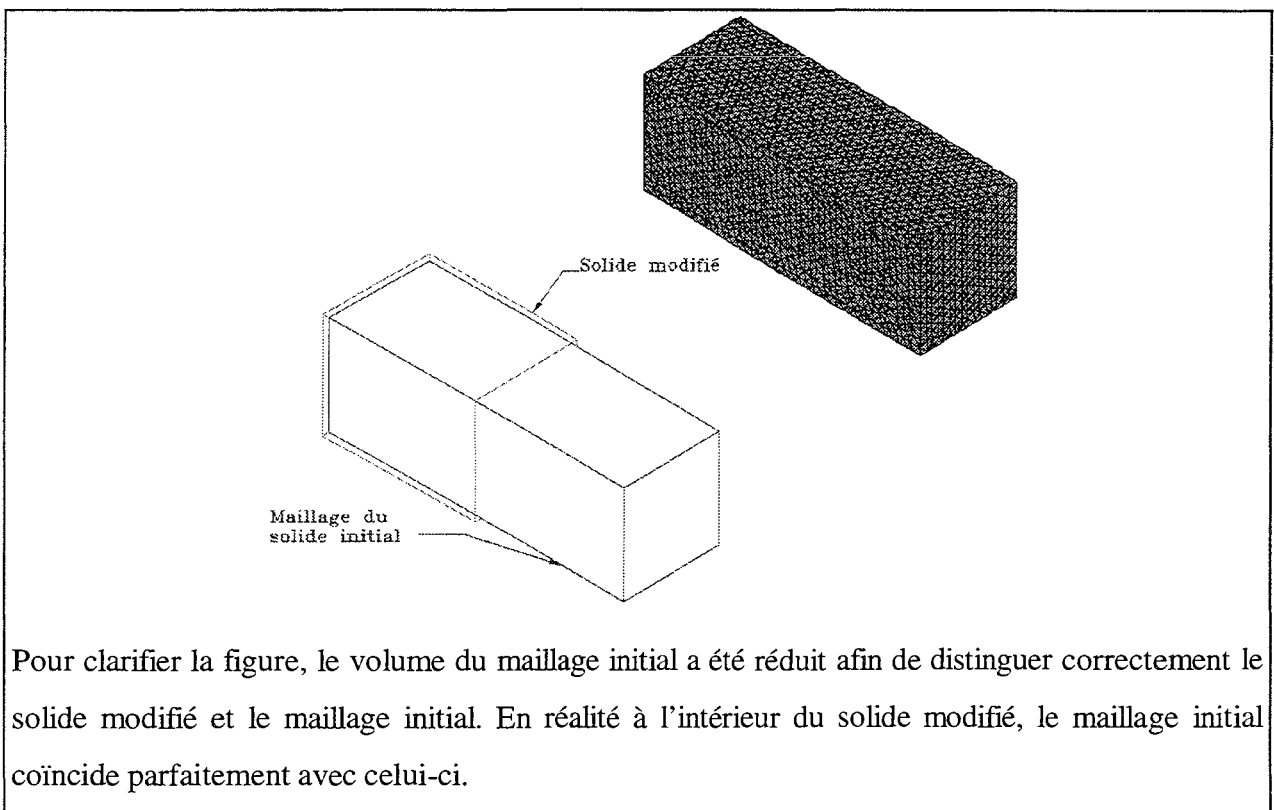 Solide modifié
Maillage du
solide initial
Pour clarifier la figure, le volume du maillage initial a été réduit afin de distinguer correctement le
solide modifié et le maillage initial. En réalité à l'intérieur du solide modifié, le maillage initial
coïncide parfaitement avec celui-ci.